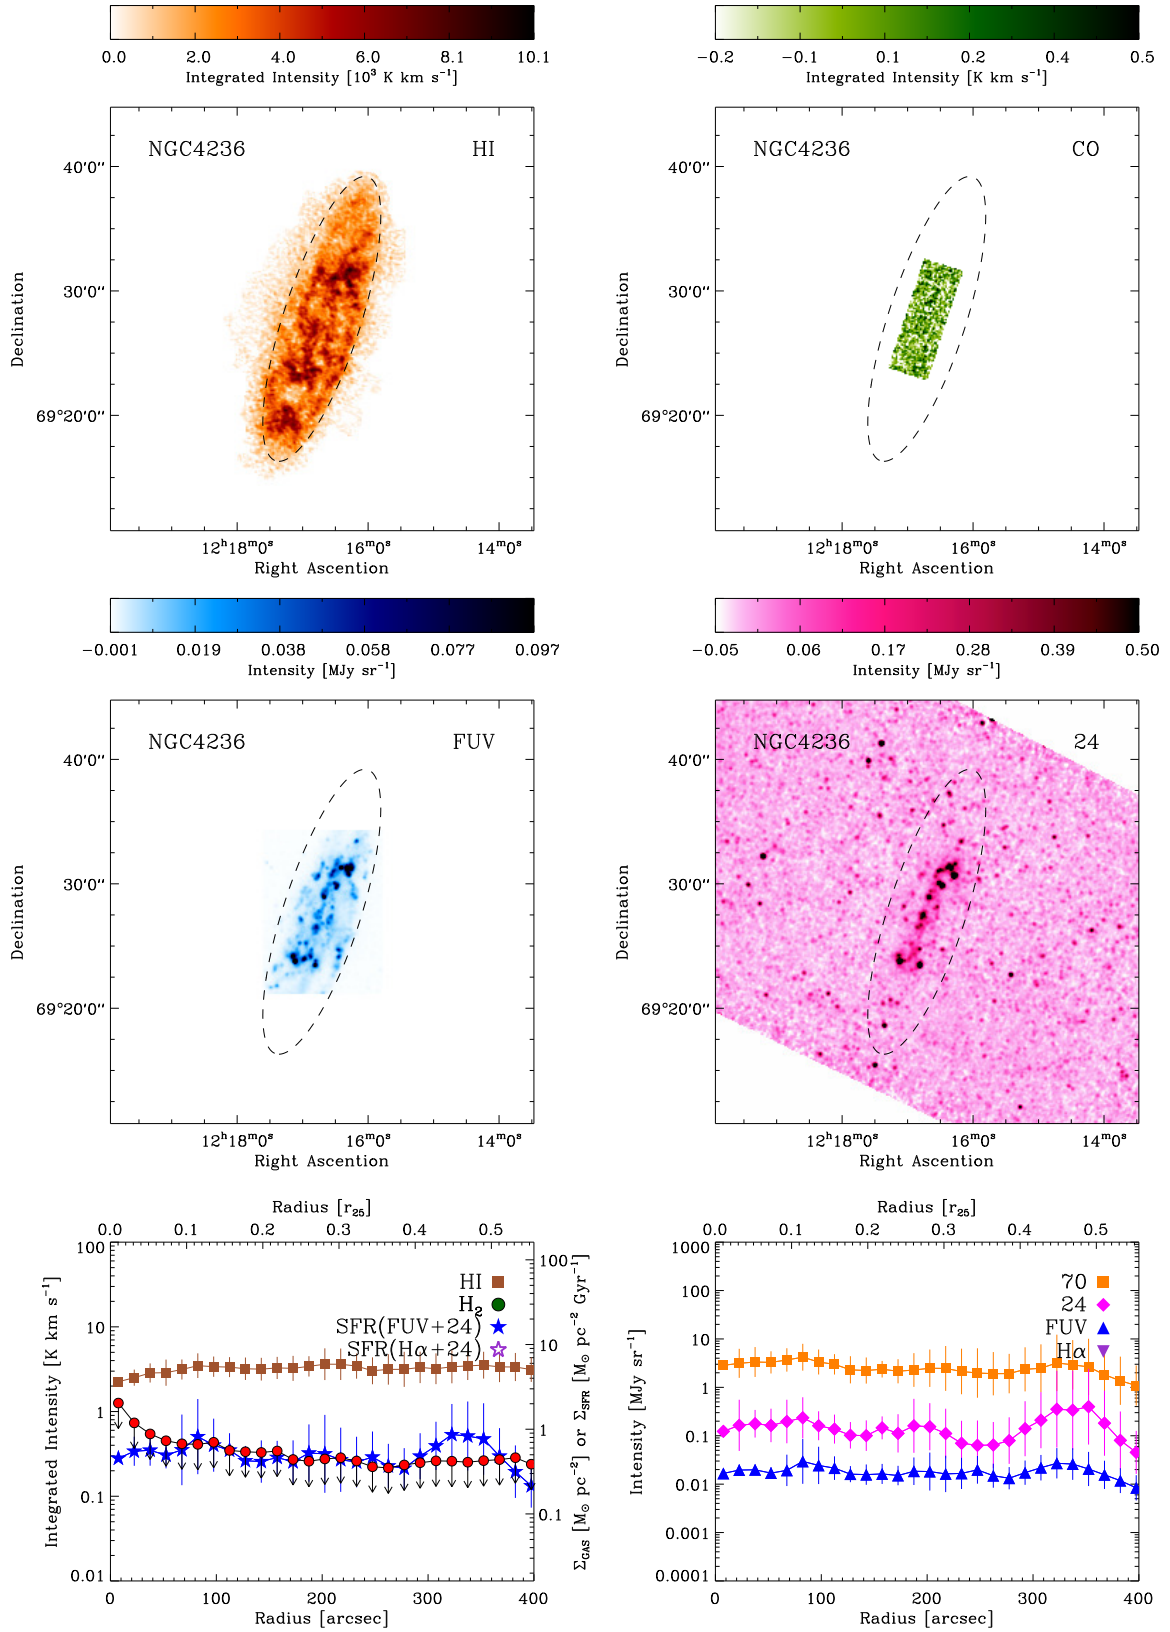 0.0 2.0 4.0 6.0 8.1 10.1
Integrated Intensity [10³ K km s⁻¹]
NGC4236 HI
40′0″
30′0″
69°20′0″
Declination
12ʰ18ᵐ0ˢ 16ᵐ0ˢ 14ᵐ0ˢ
Right Ascention
−0.2 −0.1 0.1 0.2 0.4 0.5
Integrated Intensity [K km s⁻¹]
NGC4236 CO
40′0″
30′0″
69°20′0″
Declination
12ʰ18ᵐ0ˢ 16ᵐ0ˢ 14ᵐ0ˢ
Right Ascention
−0.001 0.019 0.038 0.058 0.077 0.097
Intensity [MJy sr⁻¹]
NGC4236 FUV
40′0″
30′0″
69°20′0″
Declination
12ʰ18ᵐ0ˢ 16ᵐ0ˢ 14ᵐ0ˢ
Right Ascention
−0.05 0.06 0.17 0.28 0.39 0.50
Intensity [MJy sr⁻¹]
NGC4236 24
40′0″
30′0″
69°20′0″
Declination
12ʰ18ᵐ0ˢ 16ᵐ0ˢ 14ᵐ0ˢ
Right Ascention
Radius [r₂₅]
0.0 0.1 0.2 0.3 0.4 0.5
100
10
1
0.1
0.01
Integrated Intensity [K km s⁻¹]
HI
H₂
SFR(FUV+24)
SFR(Hα+24)
100
10
1
0.1
Σ_GAS [M⊙ pc⁻²] or Σ_SFR [M⊙ pc⁻² Gyr⁻¹]
0 100 200 300 400
Radius [arcsec]
Radius [r₂₅]
0.0 0.1 0.2 0.3 0.4 0.5
1000
100
10
1
0.1
0.01
0.001
0.0001
Intensity [MJy sr⁻¹]
70
24
FUV
Hα
0 100 200 300 400
Radius [arcsec]